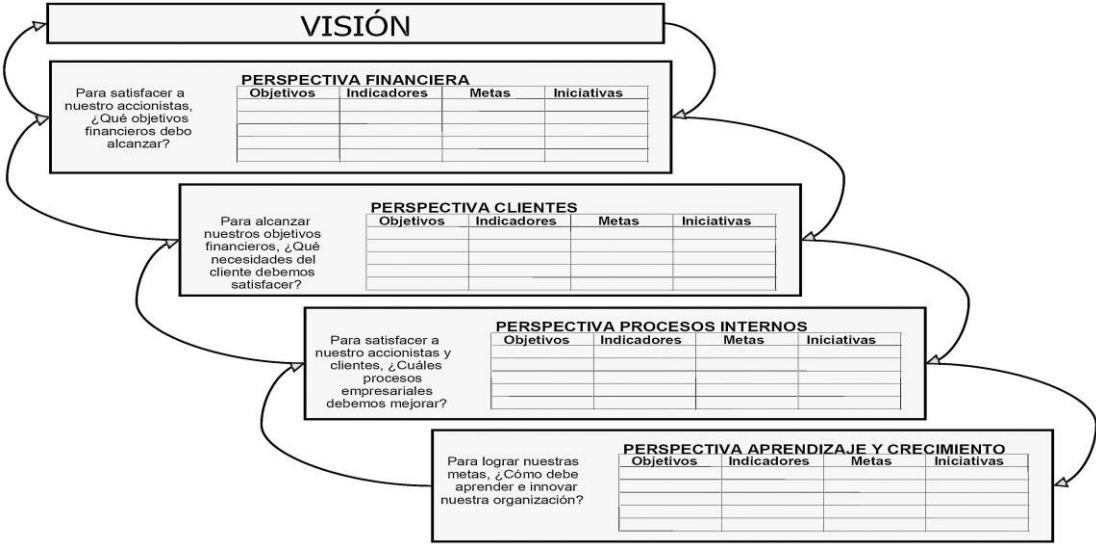 VISIÓN
PERSPECTIVA FINANCIERA
Para satisfacer a
nuestro accionistas,
¿Qué objetivos
financieros debo
alcanzar?
Objetivos Indicadores Metas Iniciativas
PERSPECTIVA CLIENTES
Para alcanzar
nuestros objetivos
financieros, ¿Qué
necesidades del
cliente debemos
satisfacer?
Objetivos Indicadores Metas Iniciativas
PERSPECTIVA PROCESOS INTERNOS
Para satisfacer a
nuestro accionistas y
clientes, ¿Cuáles
procesos
empresariales
debemos mejorar?
Objetivos Indicadores Metas Iniciativas
PERSPECTIVA APRENDIZAJE Y CRECIMIENTO
Para lograr nuestras
metas, ¿Cómo debe
aprender e innovar
nuestra organización?
Objetivos Indicadores Metas Iniciativas